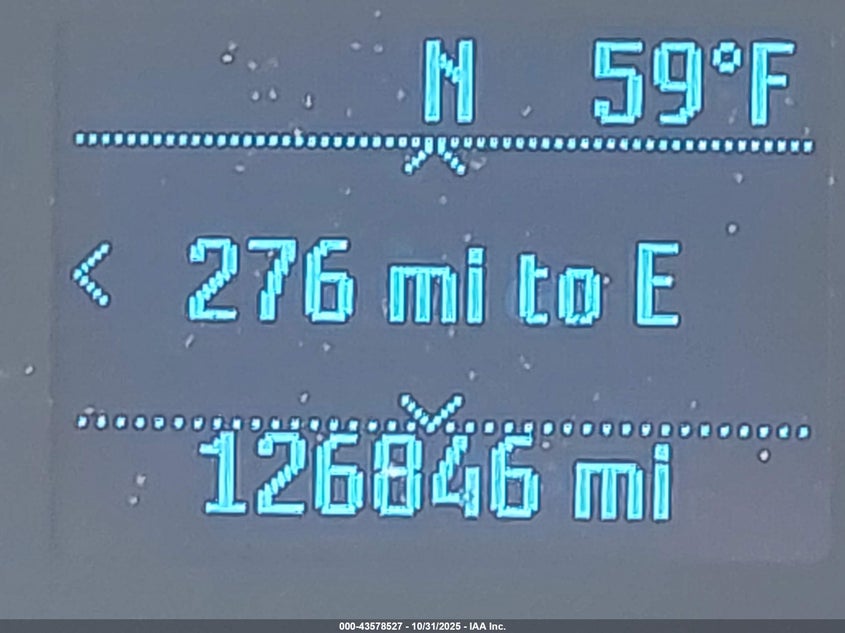 N 59°F
< 276 mi to E
126846 mi
000-43578527 - 10/31/2025 - IAA Inc.